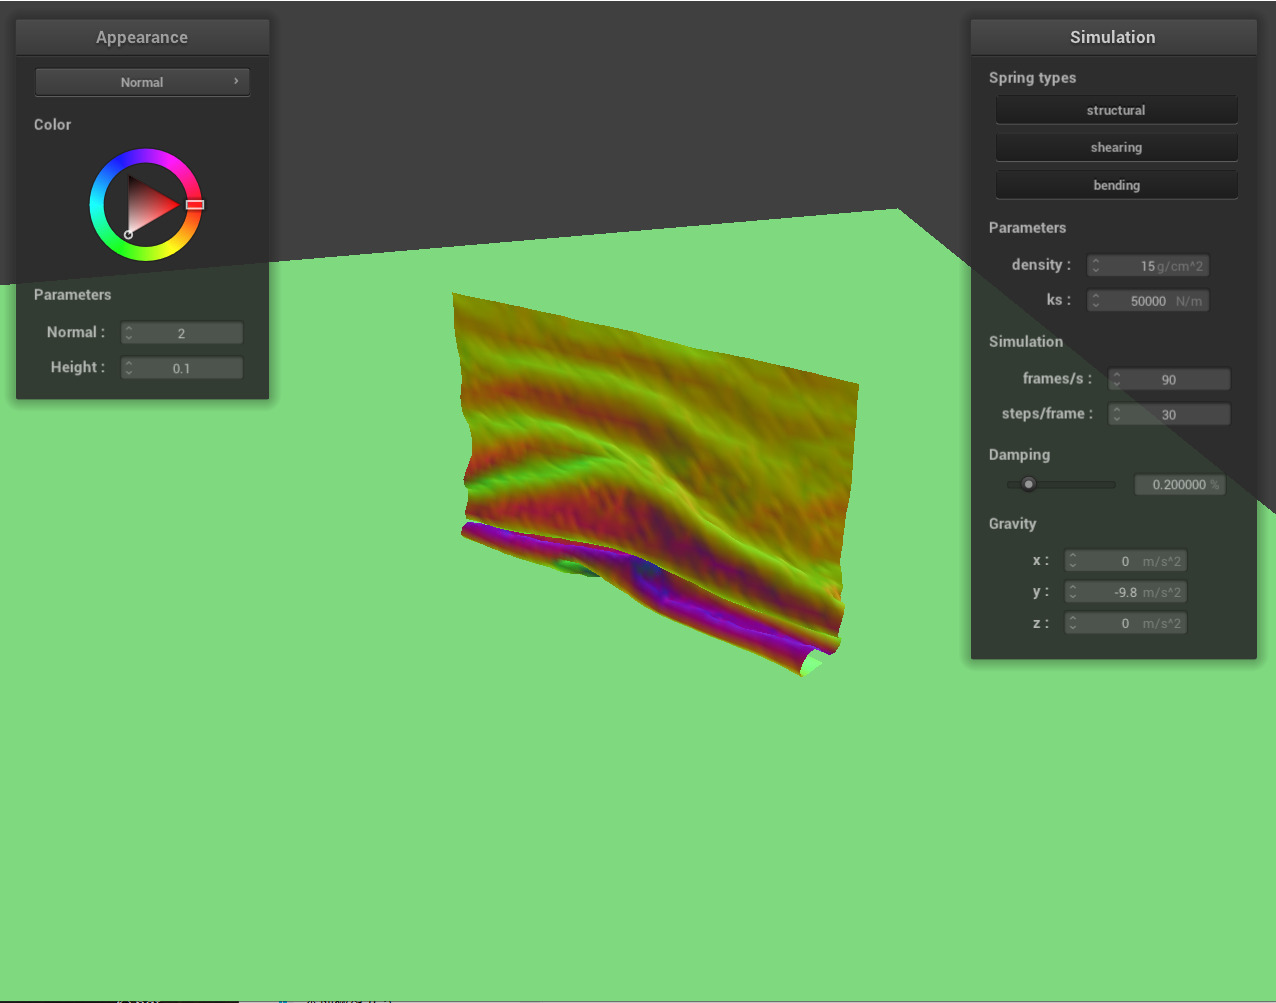 Appearance
Normal
Color
Parameters
Normal :
2
Height :
0.1
Simulation
Spring types
structural
shearing
bending
Parameters
density :
15 g/cm^2
ks :
50000 N/m
Simulation
frames/s :
90
steps/frame :
30
Damping
0.200000 %
Gravity
x :
0 m/s^2
y :
-9.8 m/s^2
z :
0 m/s^2